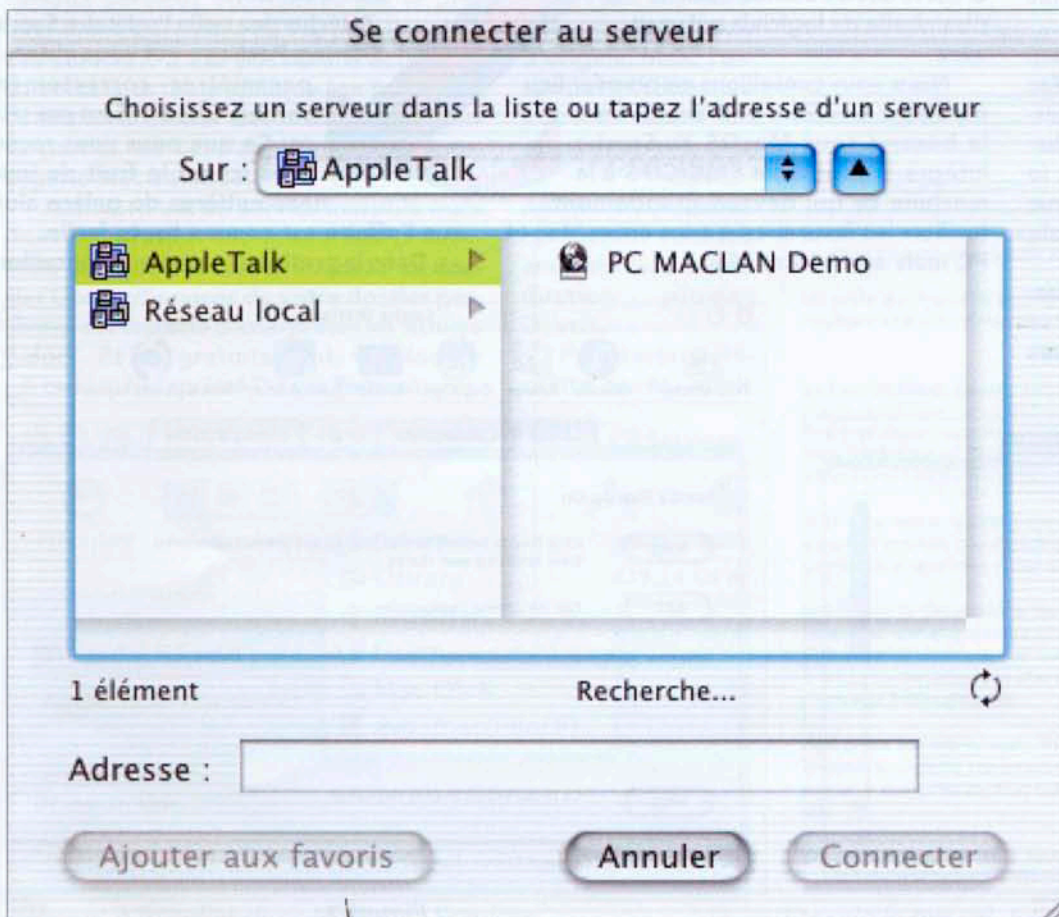 Se connecter au serveur
Choisissez un serveur dans la liste ou tapez l'adresse d'un serveur
Sur : AppleTalk
AppleTalk
Réseau local
PC MACLAN Demo
1 élément
Recherche...
Adresse :
Ajouter aux favoris
Annuler
Connecter